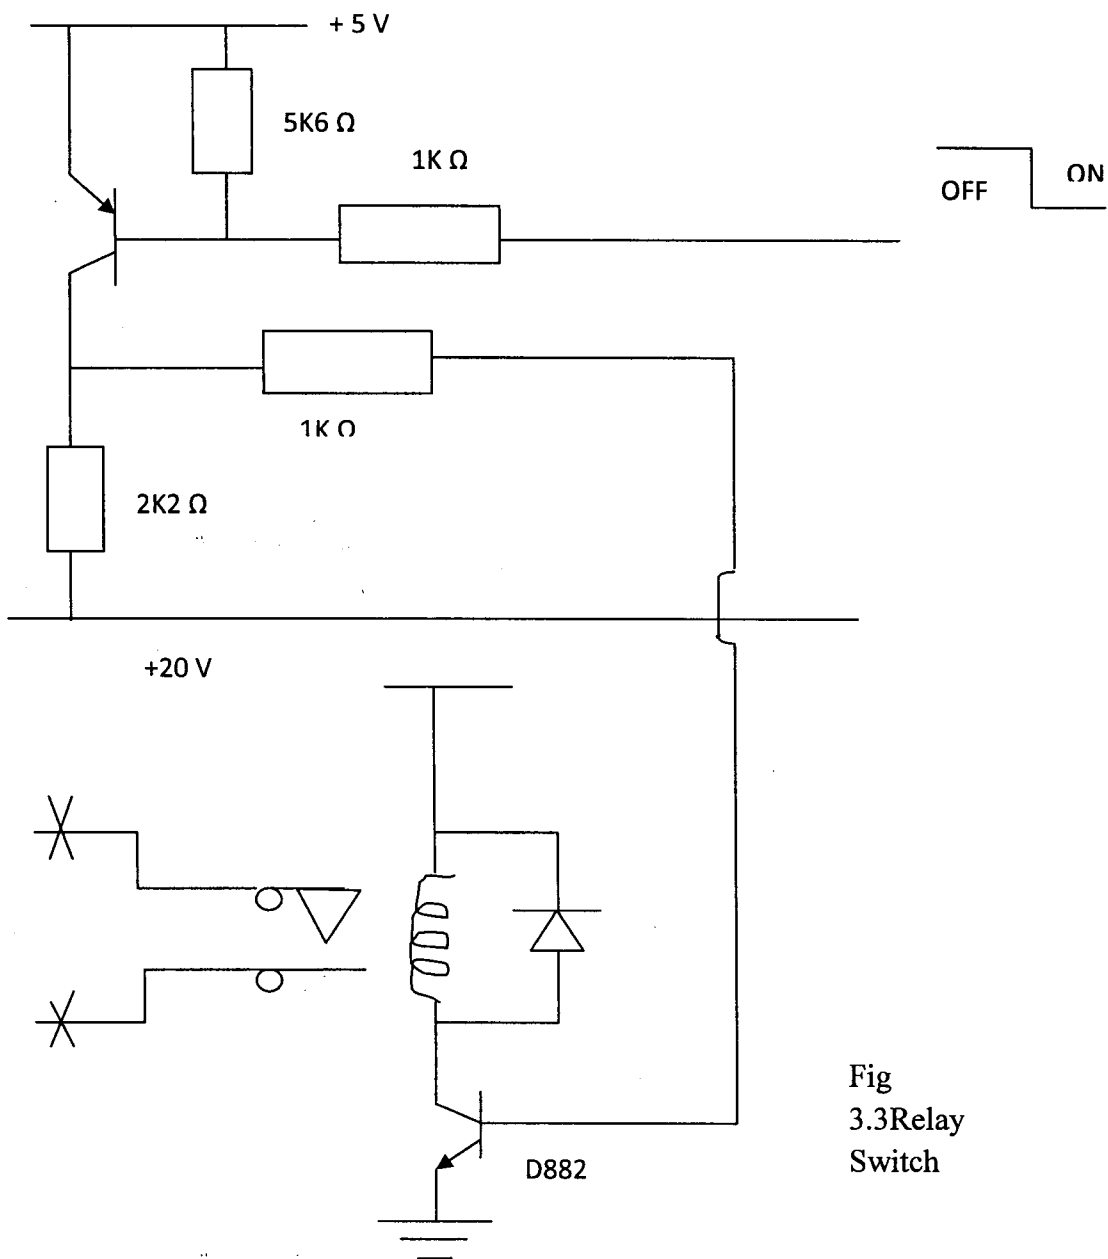 + 5 V
5K6 Ω
1K Ω
OFF
ON
1K Ω
2K2 Ω
+20 V
D882
Fig
3.3Relay
Switch